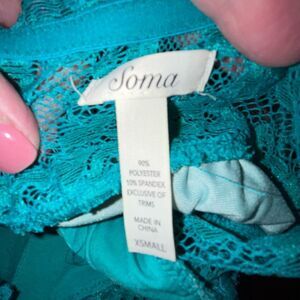 Soma
90%
POLYESTER
10% SPANDEX
EXCLUSIVE OF
TRIMS
MADE IN
CHINA
XSMALL